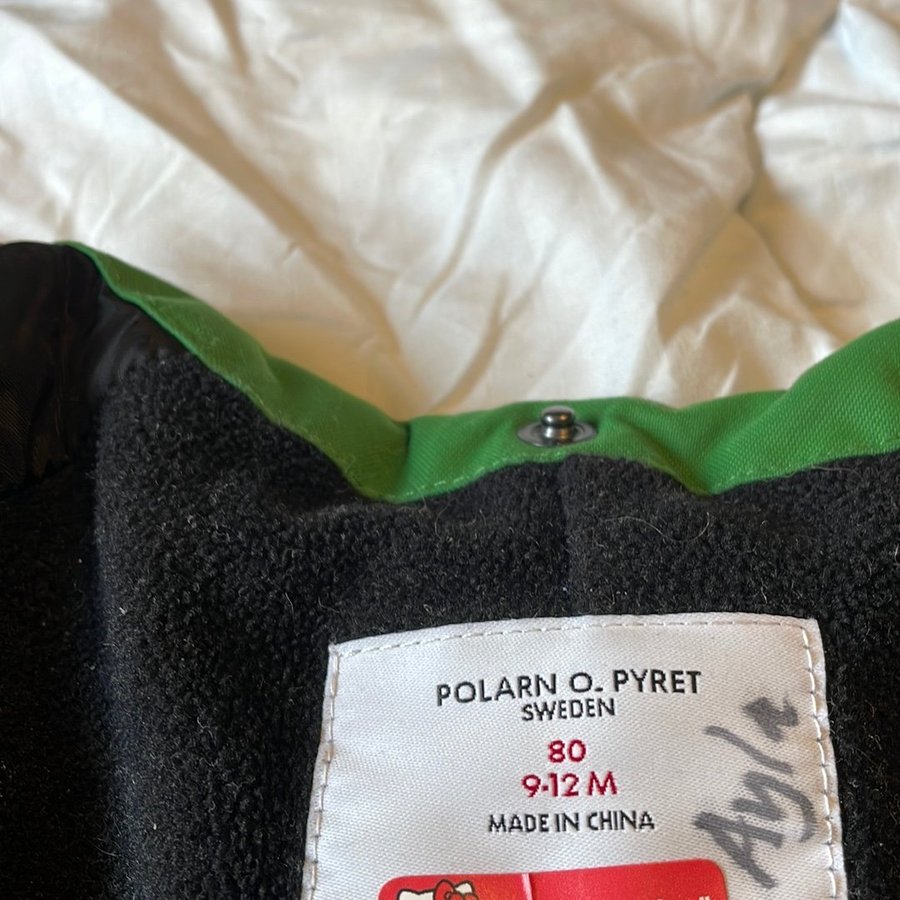 POLARN O. PYRET
SWEDEN
80
9-12 M
MADE IN CHINA
Ayla